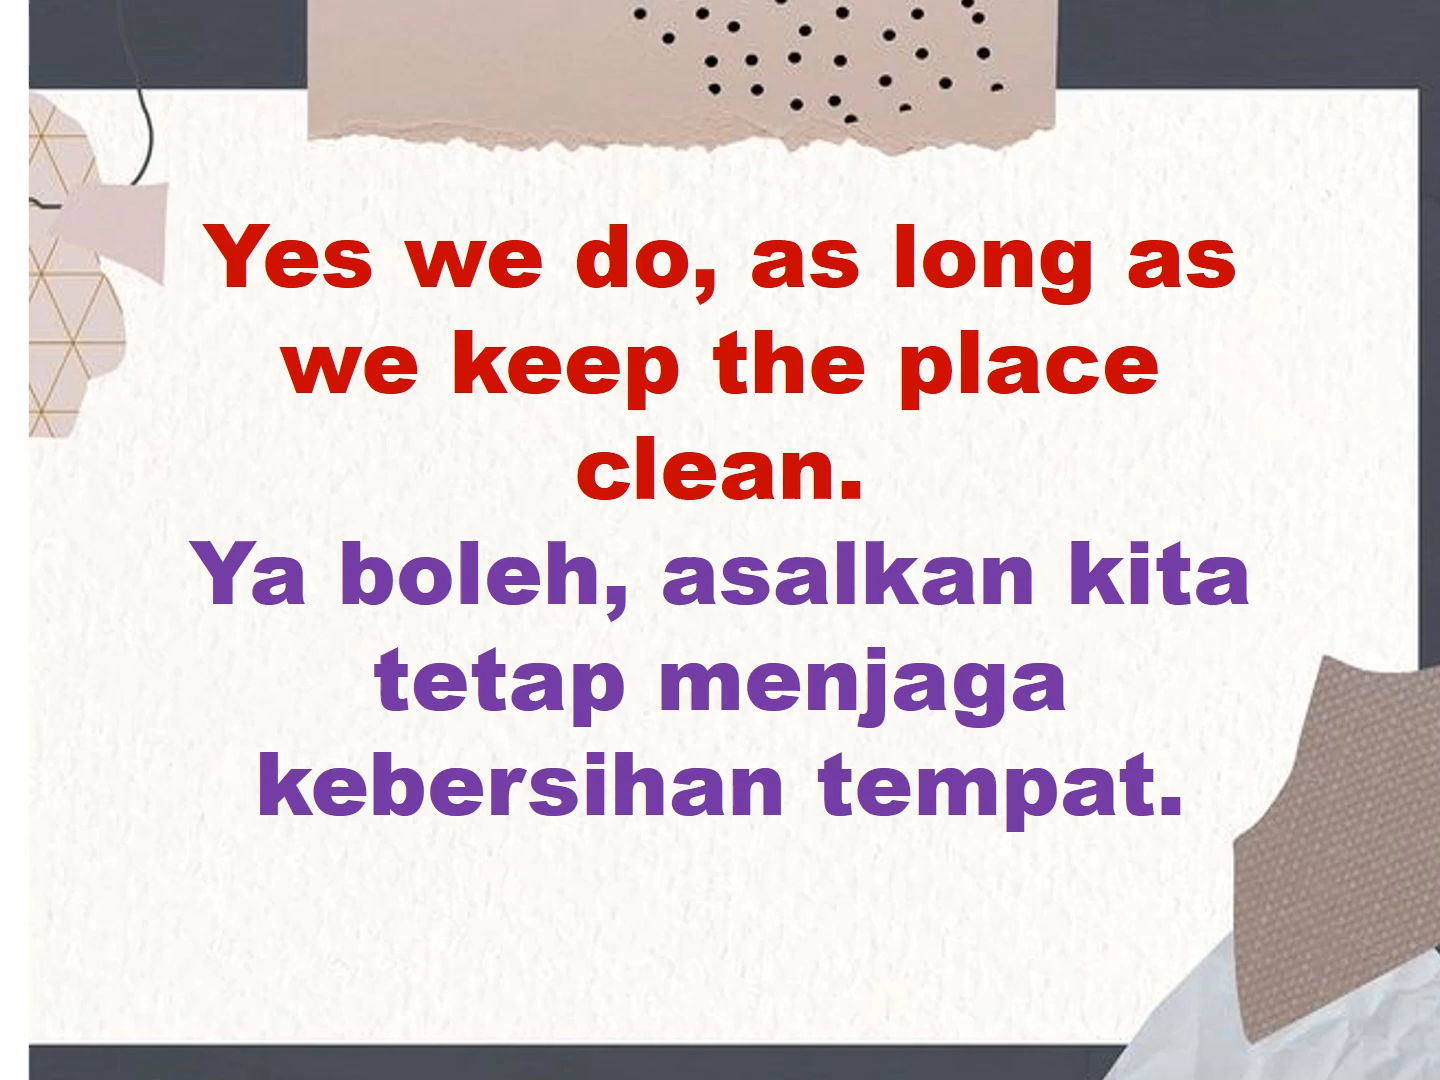 Yes we do, as long as
we keep the place
clean.
Ya boleh, asalkan kita
tetap menjaga
kebersihan tempat.